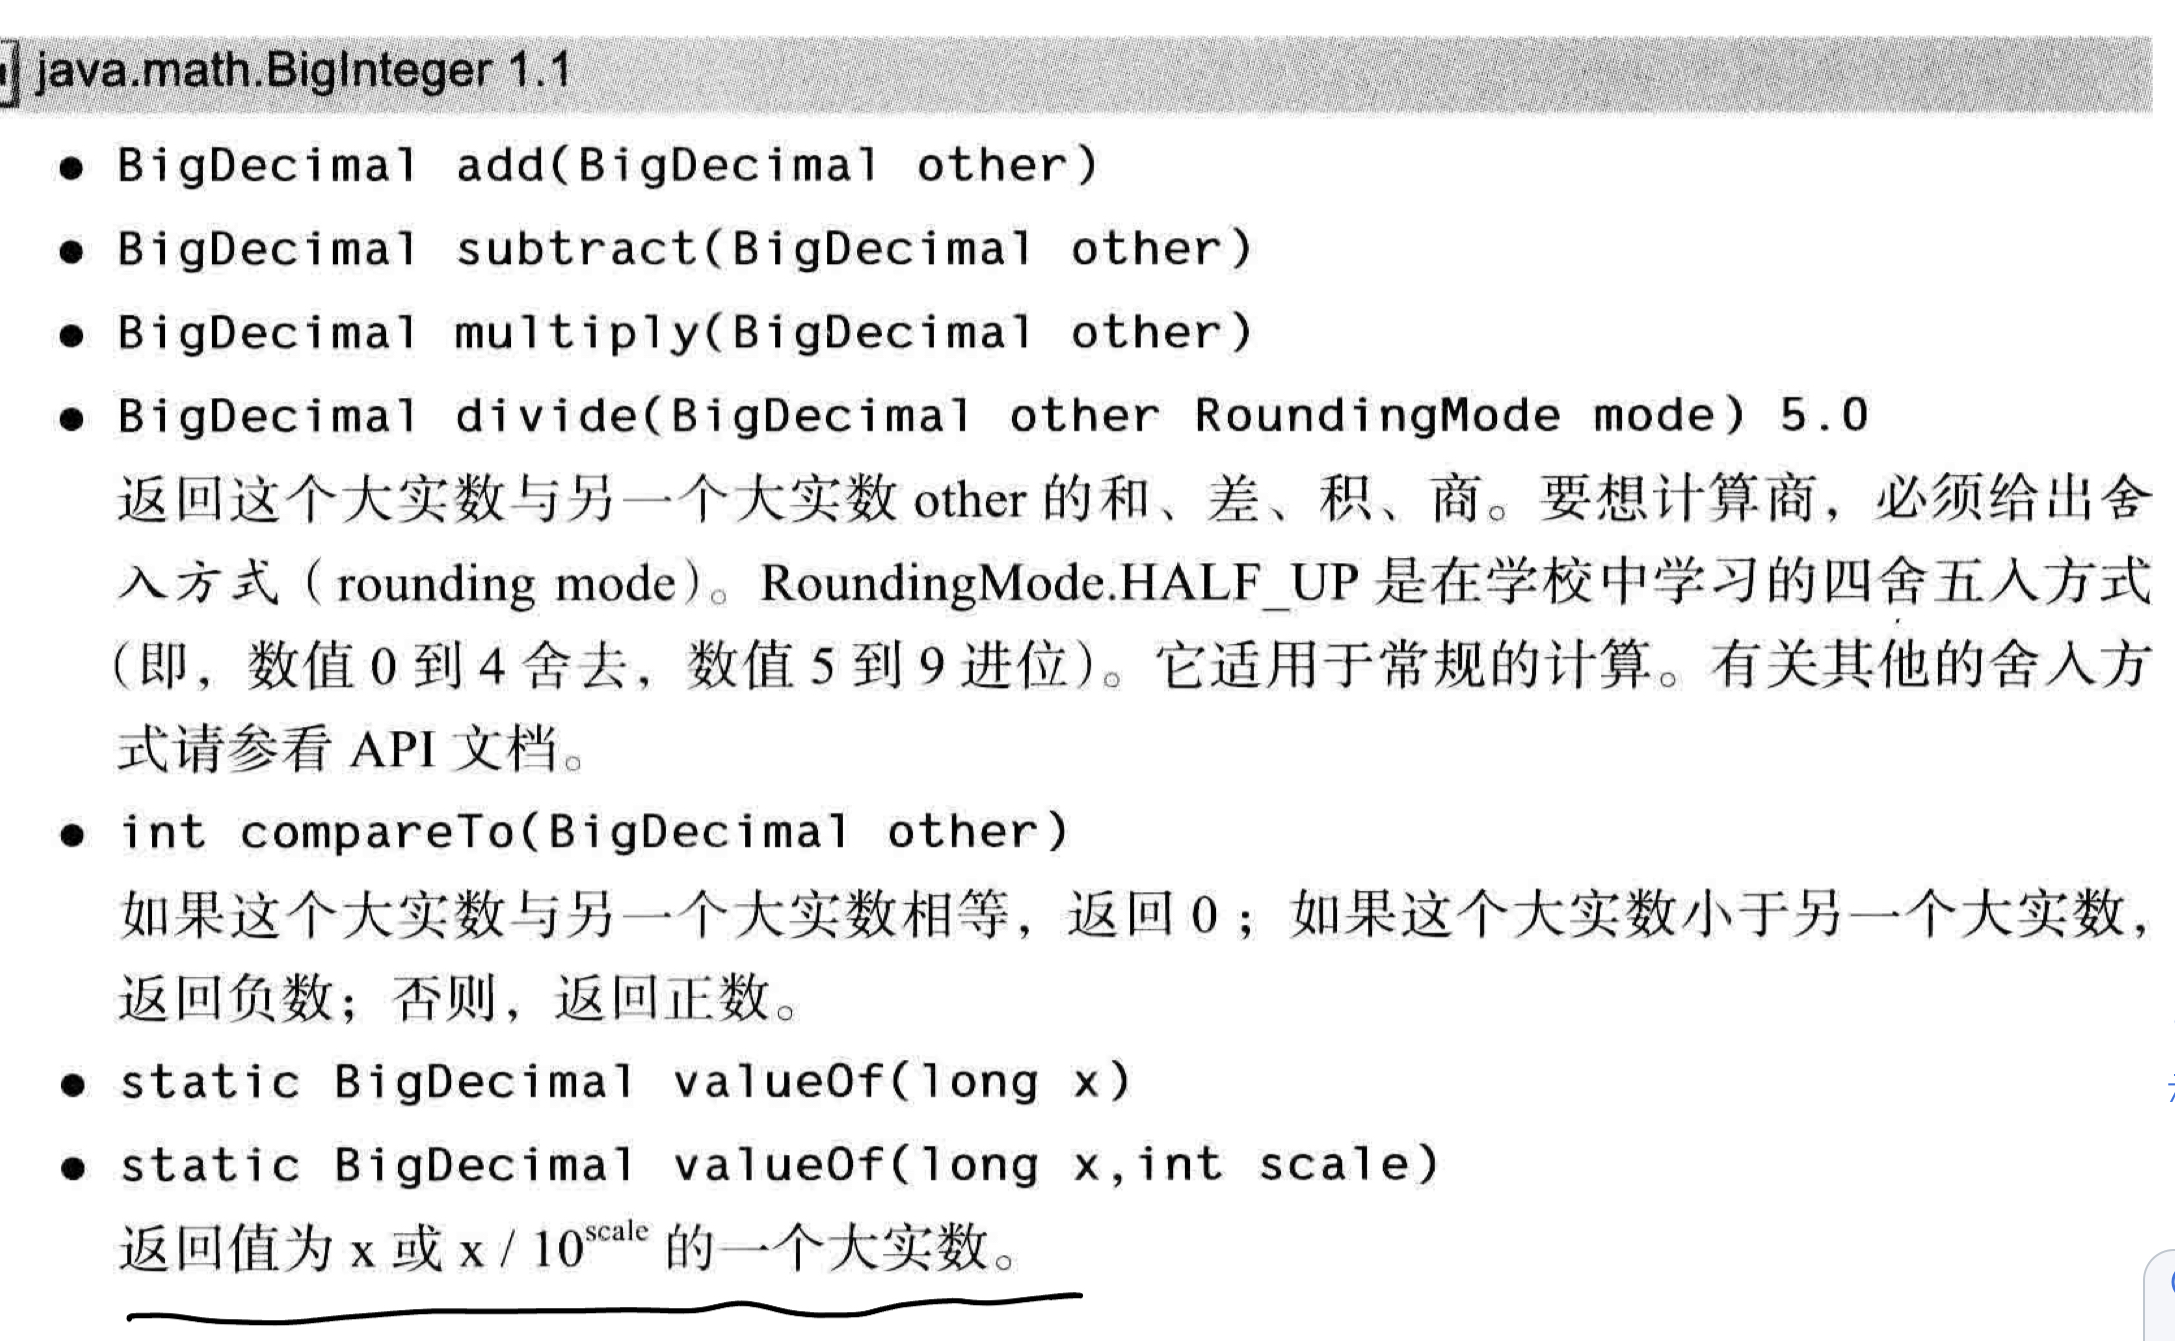 java.math.BigInteger 1.1
● BigDecimal add(BigDecimal other)
● BigDecimal subtract(BigDecimal other)
● BigDecimal multiply(BigDecimal other)
● BigDecimal divide(BigDecimal other RoundingMode mode) 5.0
返回这个大实数与另一个大实数 other 的和、差、积、商。要想计算商，必须给出舍
入方式（rounding mode）。RoundingMode.HALF_UP 是在学校中学习的四舍五入方式
（即，数值 0 到 4 舍去，数值 5 到 9 进位）。它适用于常规的计算。有关其他的舍入方
式请参看 API 文档。
● int compareTo(BigDecimal other)
如果这个大实数与另一个大实数相等，返回 0；如果这个大实数小于另一个大实数，
返回负数；否则，返回正数。
● static BigDecimal valueOf(long x)
● static BigDecimal valueOf(long x,int scale)
返回值为 x 或 x / 10^scale 的一个大实数。